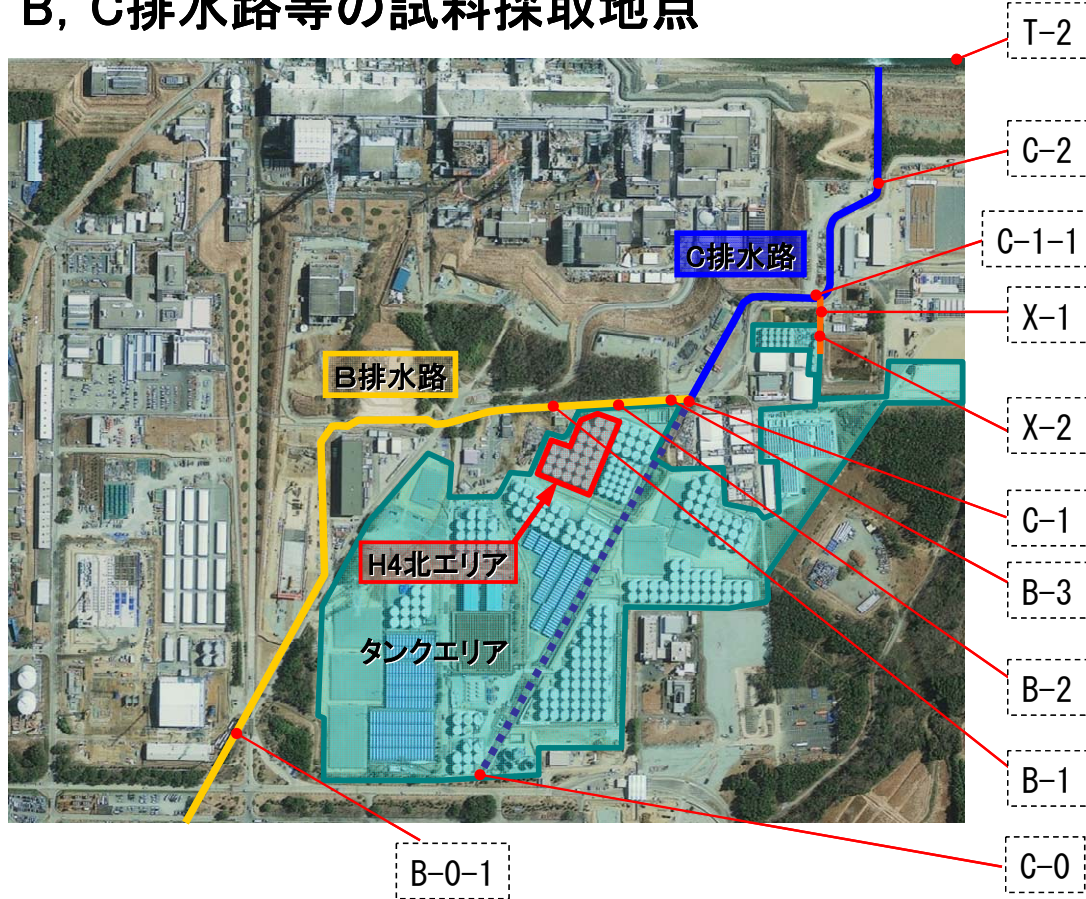 B，C排水路等の試料採取地点
T-2
C-2
C排水路
C-1-1
X-1
B排水路
X-2
C-1
H4北エリア
B-3
タンクエリア
B-2
B-1
B-0-1
C-0